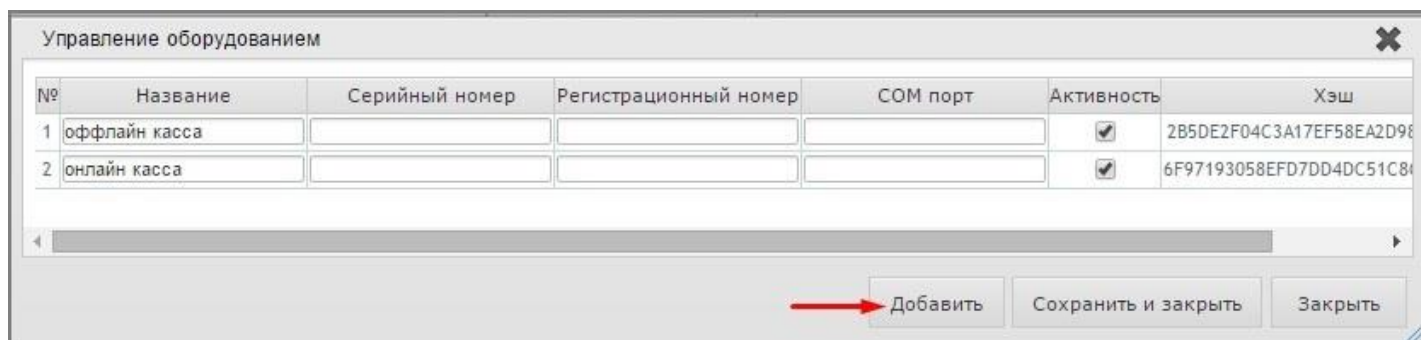 Управление оборудованием
№ Название Серийный номер Регистрационный номер COM порт Активность Хэш
1 оффлайн касса 2B5DE2F04C3A17EF58EA2D98
2 онлайн касса 6F97193058EFD7DD4DC51C8
Добавить Сохранить и закрыть Закрыть